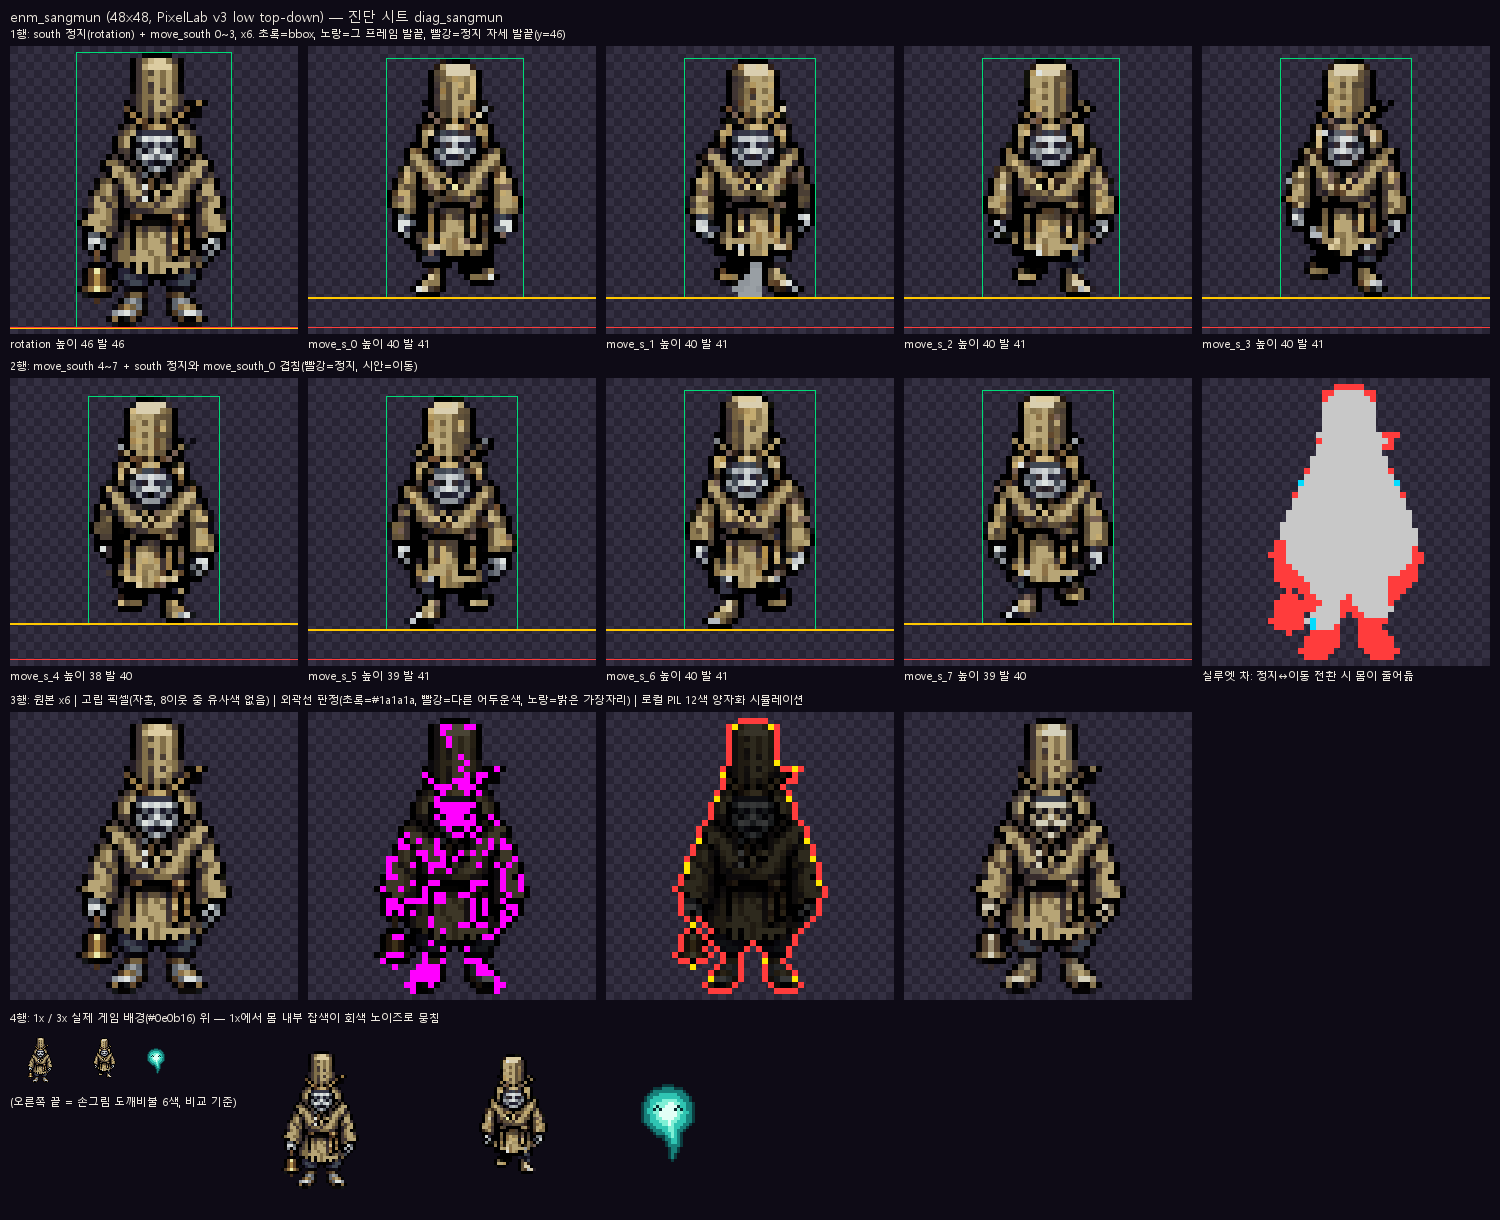 enm_sangmun (48x48, PixelLab v3 low top-down) — 진단 시트 diag_sangmun
1행: south 정지(rotation) + move_south 0~3, x6. 초록=bbox, 노랑=그 프레임 발끝, 빨강=정지 자세 발끝(y=46)
rotation 높이 46 발 46
move_s_0 높이 40 발 41
move_s_1 높이 40 발 41
move_s_2 높이 40 발 41
move_s_3 높이 40 발 41
2행: move_south 4~7 + south 정지와 move_south_0 겹침(빨강=정지, 시안=이동)
move_s_4 높이 38 발 40
move_s_5 높이 39 발 41
move_s_6 높이 40 발 41
move_s_7 높이 39 발 40
실루엣 차: 정지↔이동 전환 시 몸이 줄어듦
3행: 원본 x6 | 고립 픽셀(자홍, 8이웃 중 유사색 없음) | 외곽선 판정(초록=#1a1a1a, 빨강=다른 어두운색, 노랑=밝은 가장자리) | 로컬 PIL 12색 양자화 시뮬레이션
4행: 1x / 3x 실제 게임 배경(#0e0b16) 위 — 1x에서 몸 내부 잡색이 회색 노이즈로 뭉침
(오른쪽 끝 = 손그림 도깨비불 6색, 비교 기준)